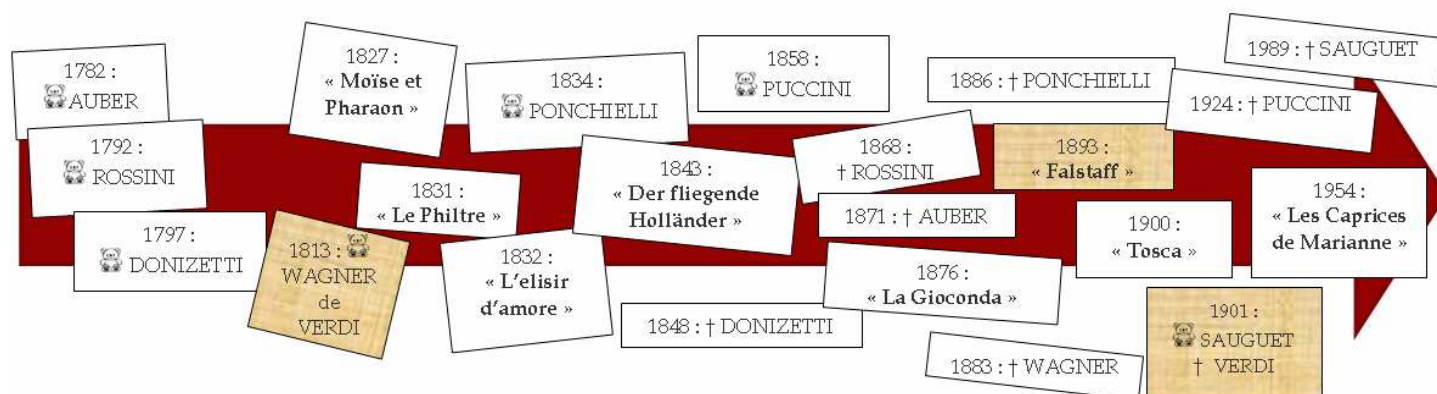 1782 :
AUBER
1792 :
ROSSINI
1797 :
DONIZETTI
1813 :
WAGNER
de
VERDI
1827 :
« Moïse et
Pharaon »
1831 :
« Le Philtre »
1832 :
« L'elisir
d'amore »
1834 :
PONCHIELLI
1843 :
« Der fliegende
Holländer »
1848 : † DONIZETTI
1858 :
PUCCINI
1868 :
† ROSSINI
1871 : † AUBER
1876 :
« La Gioconda »
1883 : † WAGNER
1886 : † PONCHIELLI
1893 :
« Falstaff »
1900 :
« Tosca »
1901 :
SAUGUET
† VERDI
1924 : † PUCCINI
1954 :
« Les Caprices
de Marianne »
1989 : † SAUGUET